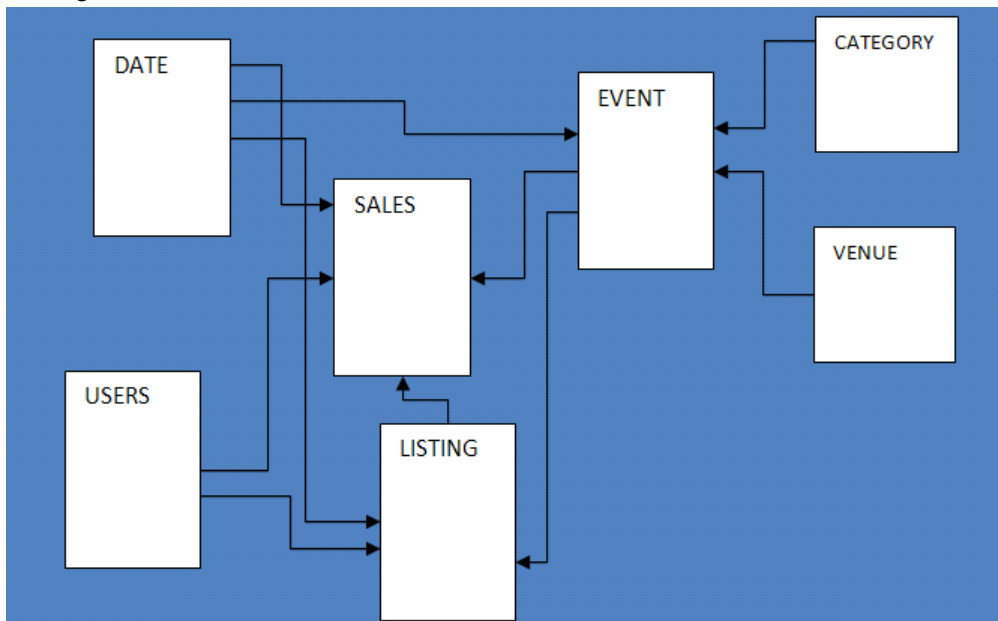 DATE
CATEGORY
EVENT
SALES
VENUE
USERS
LISTING